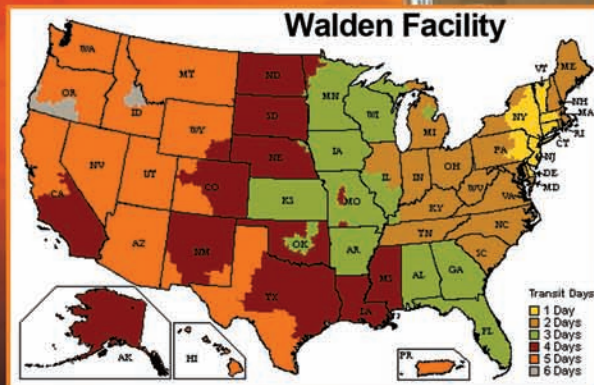 Walden Facility
WA
OR
ID
MT
WY
NV
UT
CA
AZ
CO
NM
ND
SD
NE
KS
OK
TX
MN
IA
MO
AR
LA
WI
IL
MS
MI
IN
OH
KY
TN
AL
GA
FL
SC
NC
VA
WV
PA
NY
VT
ME
NH
MA
RI
CT
NJ
DE
MD
AK
HI
PR
Transit Days
1 Day
2 Days
3 Days
4 Days
5 Days
6 Days